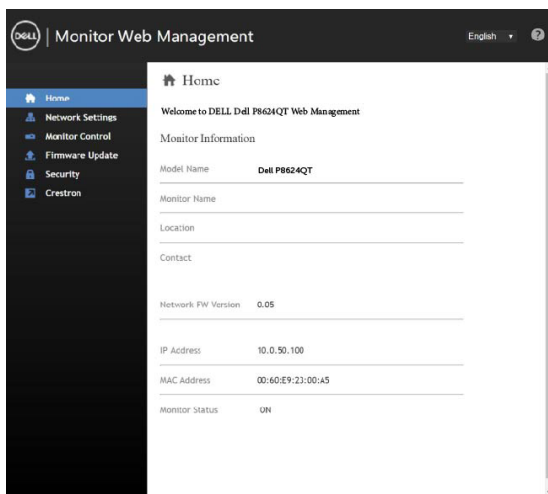 DELL | Monitor Web Management
English
?
Home
Network Settings
Monitor Control
Firmware Update
Security
Crestron
Home
Welcome to DELL Dell P8624QT Web Management
Monitor Information
Model Name Dell P8624QT
Monitor Name
Location
Contact
Network FW Version 0.05
IP Address 10.0.50.100
MAC Address 00:60:E9:23:00:A5
Monitor Status ON